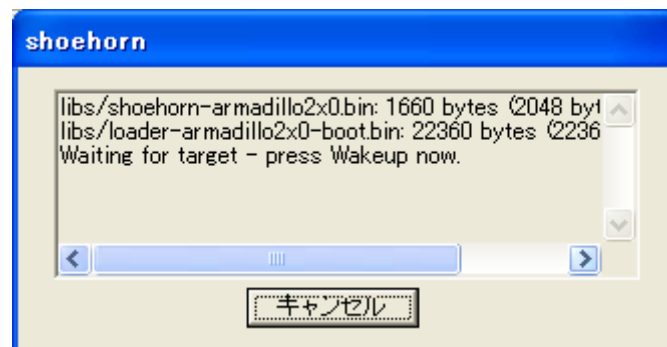 shoehorn
libs/shoehorn-armadillo2x0.bin: 1660 bytes (2048 byt
libs/loader-armadillo2x0-boot.bin: 22360 bytes (2236
Waiting for target - press Wakeup now.
キャンセル